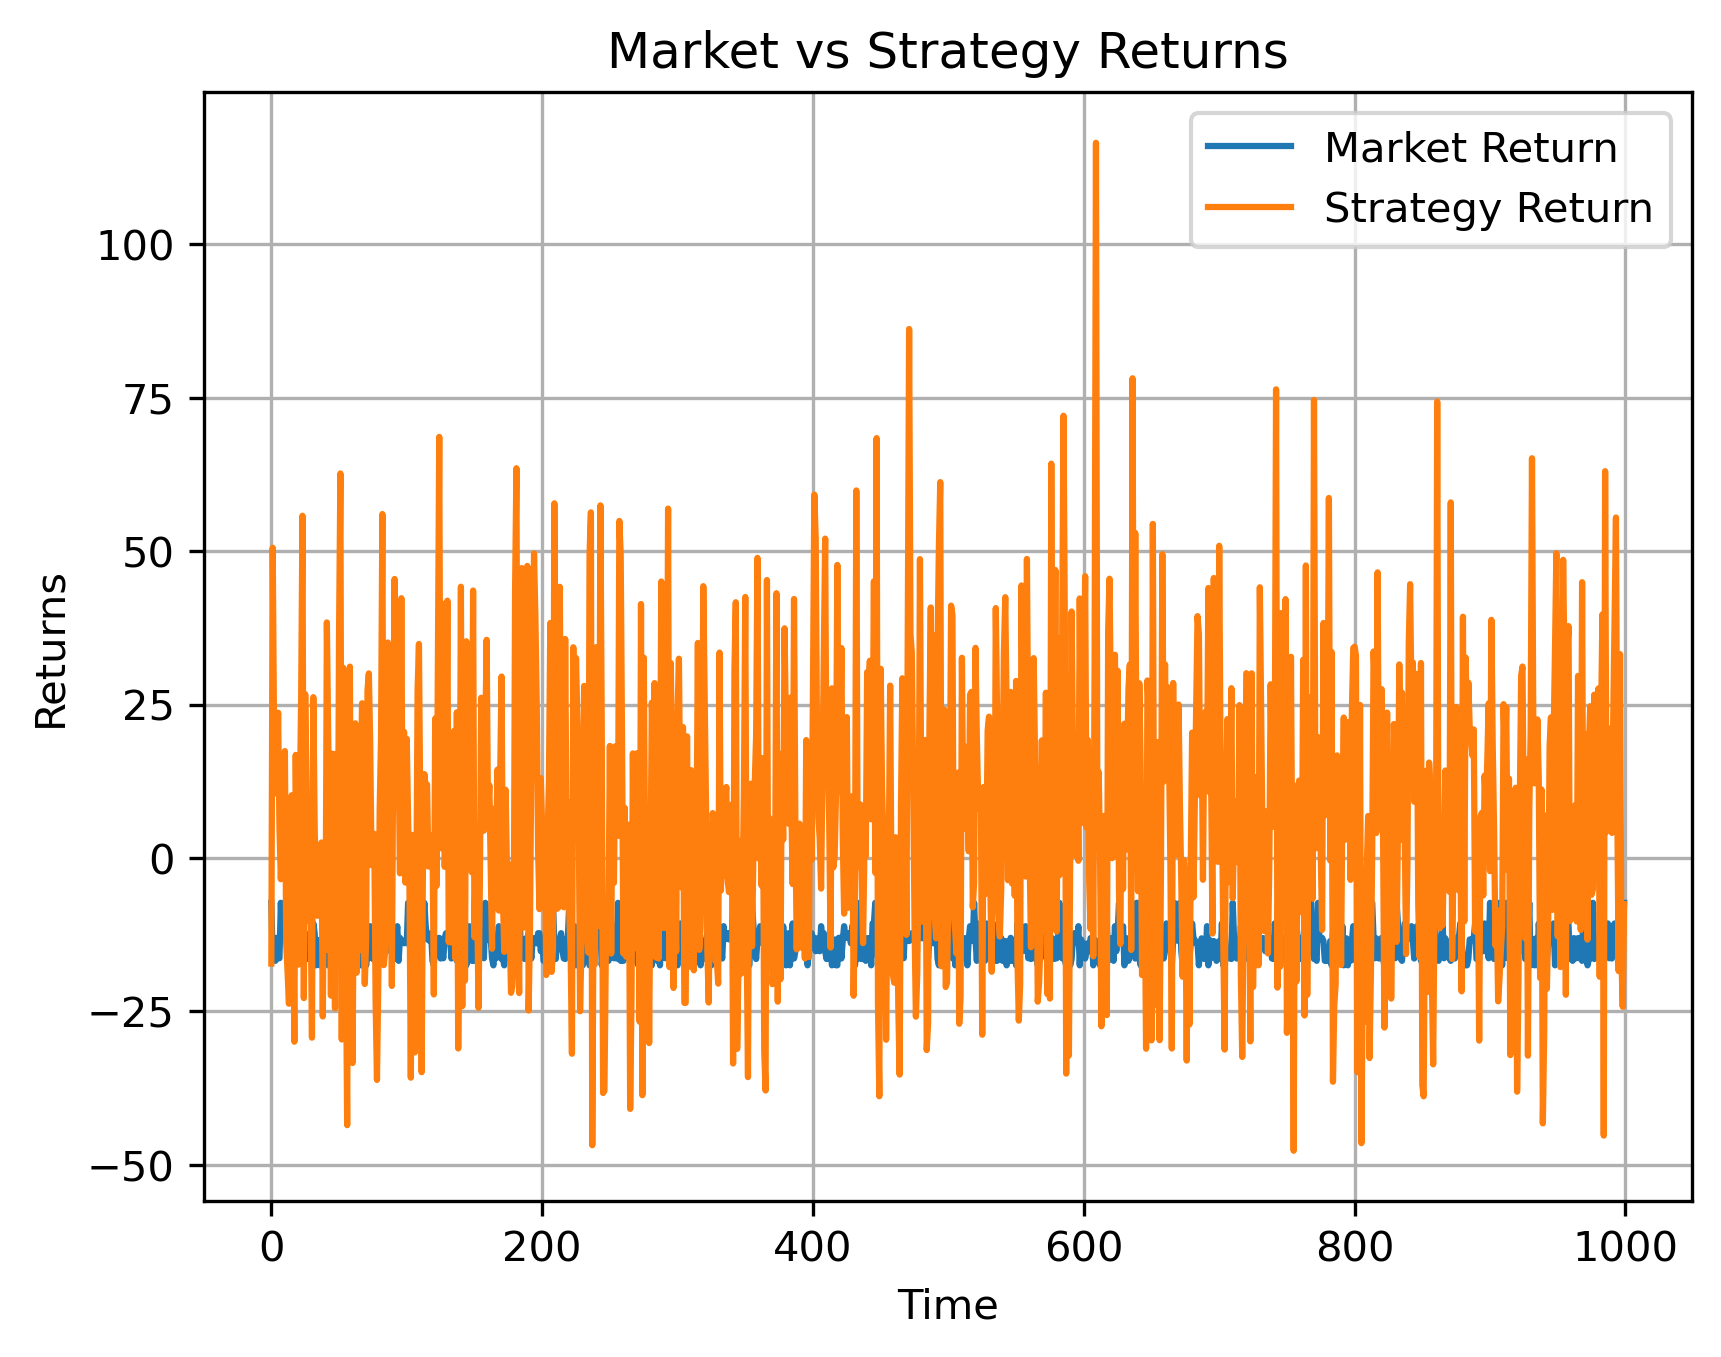 Market vs Strategy Returns
Market Return
Strategy Return
100
75
50
25
0
−25
−50
Returns
0 200 400 600 800 1000
Time